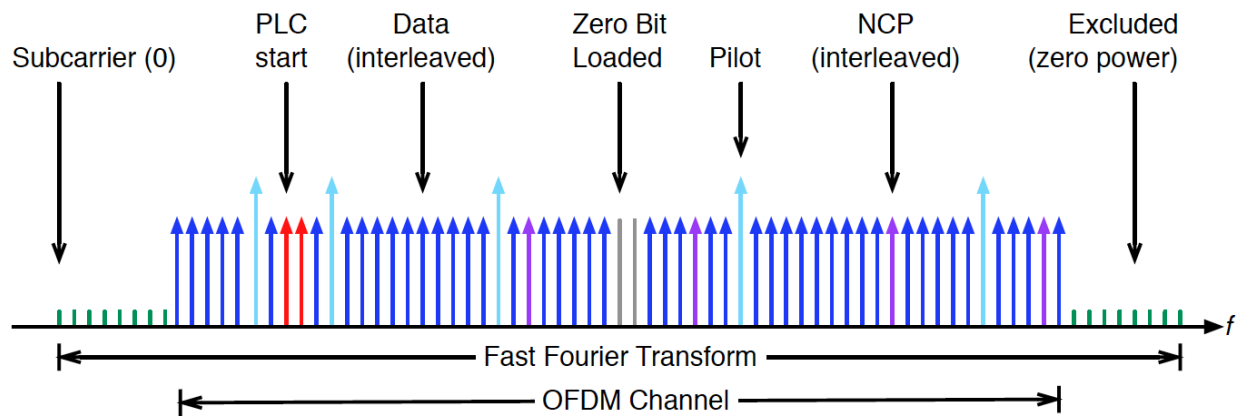 Subcarrier (0)
PLC
start
Data
(interleaved)
Zero Bit
Loaded
Pilot
NCP
(interleaved)
Excluded
(zero power)
f
Fast Fourier Transform
OFDM Channel